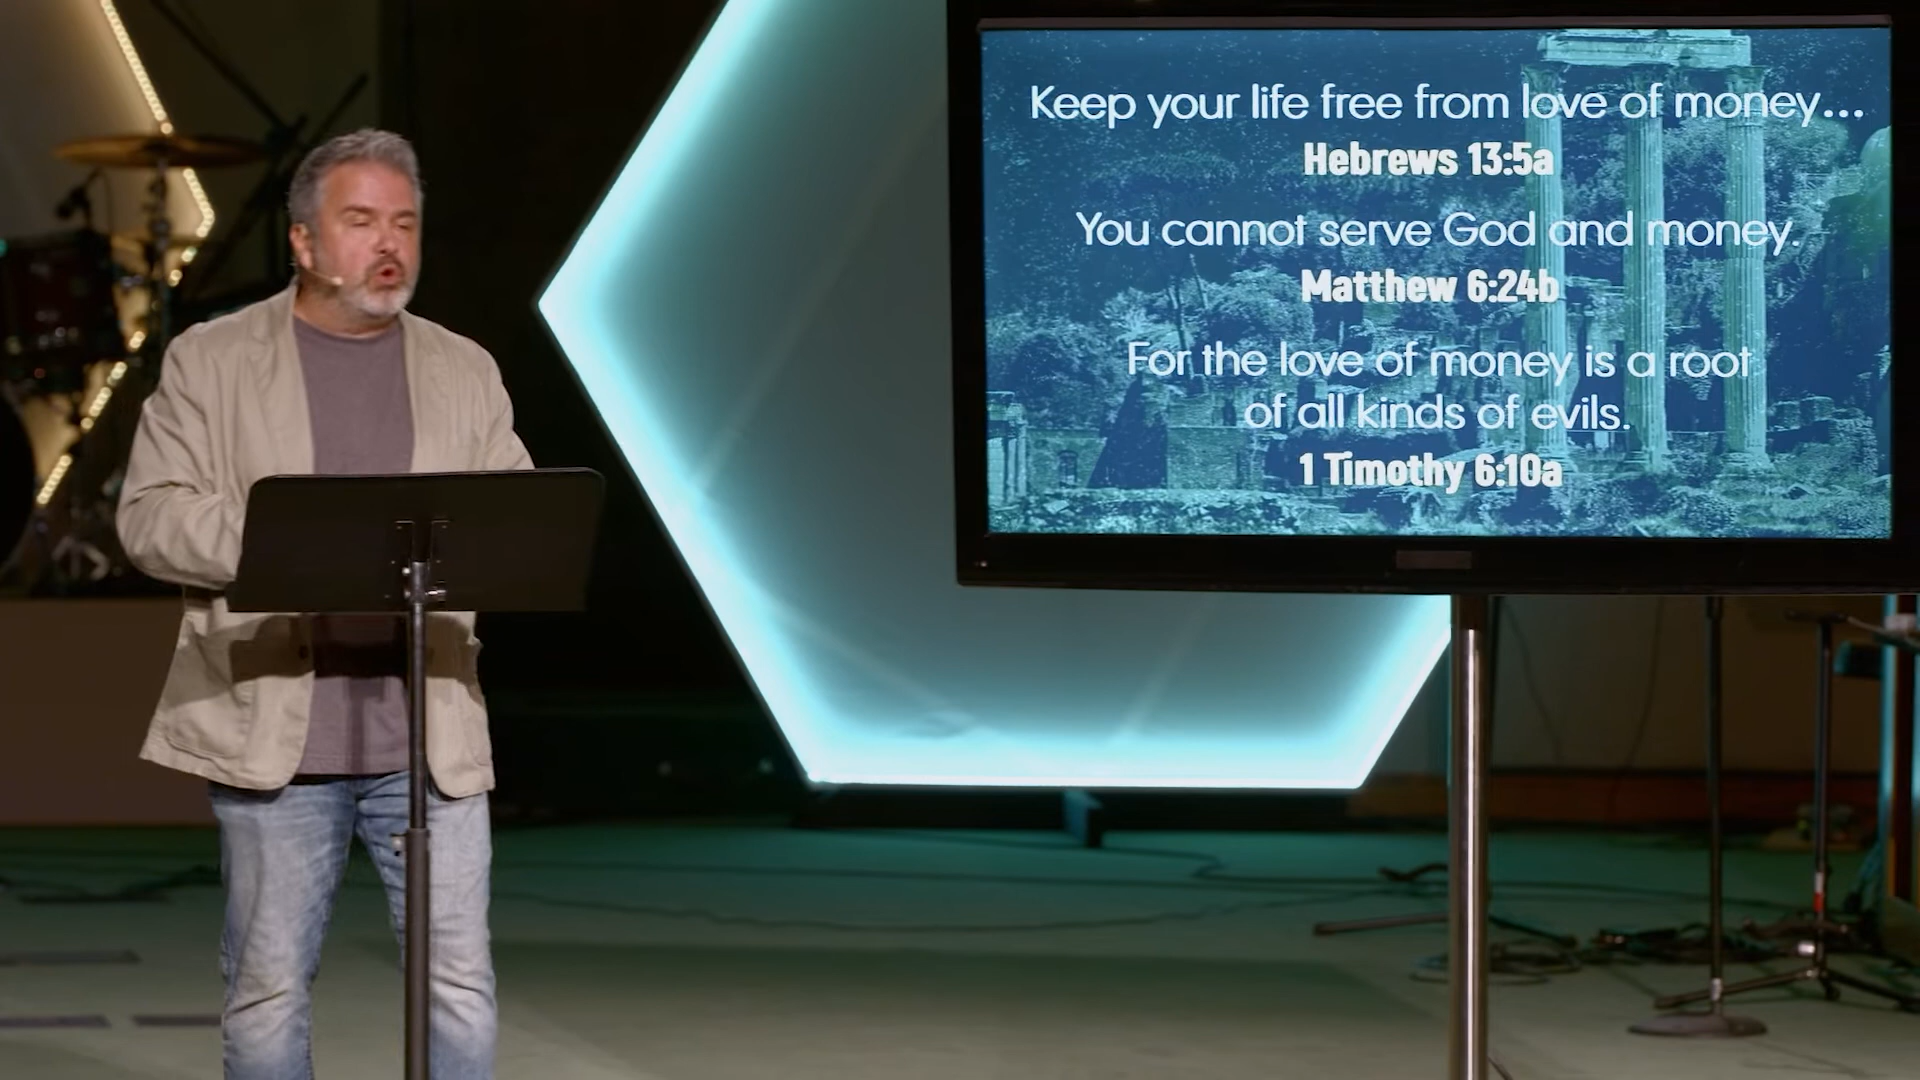 Keep your life free from love of money...
Hebrews 13:5a
You cannot serve God and money.
Matthew 6:24b
For the love of money is a root
of all kinds of evils.
1 Timothy 6:10a